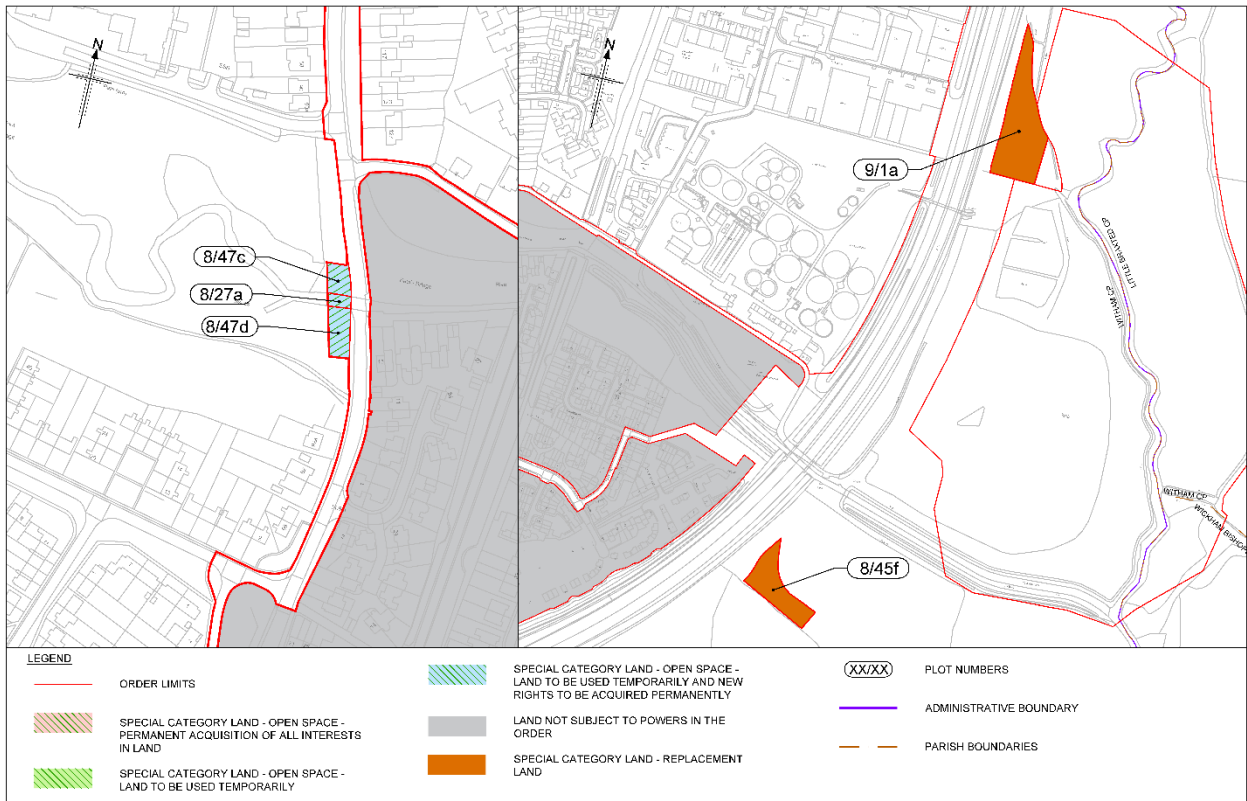 N
N
8/47c
8/27a
8/47d
9/1a
8/45f
LITTLE BRAXTED CP
WITHAM CP
WITHAM CP
WICKHAM BISHOP
LEGEND
ORDER LIMITS
SPECIAL CATEGORY LAND - OPEN SPACE -
PERMANENT ACQUISITION OF ALL INTERESTS
IN LAND
SPECIAL CATEGORY LAND - OPEN SPACE -
LAND TO BE USED TEMPORARILY
SPECIAL CATEGORY LAND - OPEN SPACE -
LAND TO BE USED TEMPORARILY AND NEW
RIGHTS TO BE ACQUIRED PERMANENTLY
LAND NOT SUBJECT TO POWERS IN THE
ORDER
SPECIAL CATEGORY LAND - REPLACEMENT
LAND
XX/XX
PLOT NUMBERS
ADMINISTRATIVE BOUNDARY
PARISH BOUNDARIES